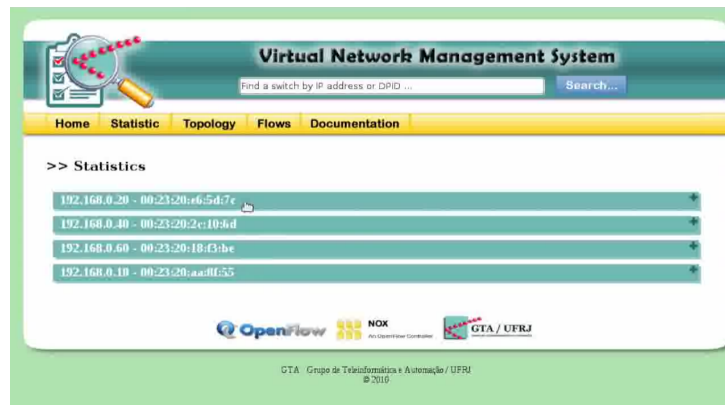 Virtual Network Management System
Find a switch by IP address or DPID ...
Search...
Home Statistic Topology Flows Documentation
>> Statistics
192.168.0.20 - 00:23:20:e6:5d:7c
192.168.0.40 - 00:23:20:2c:10:6d
192.168.0.60 - 00:23:20:18:f3:be
192.168.0.10 - 00:23:20:aa:8f:55
OpenFlow
NOX
An OpenFlow Controller
GTA / UFRJ
GTA Grupo de Teleinformática e Automação / UFRJ
© 2010